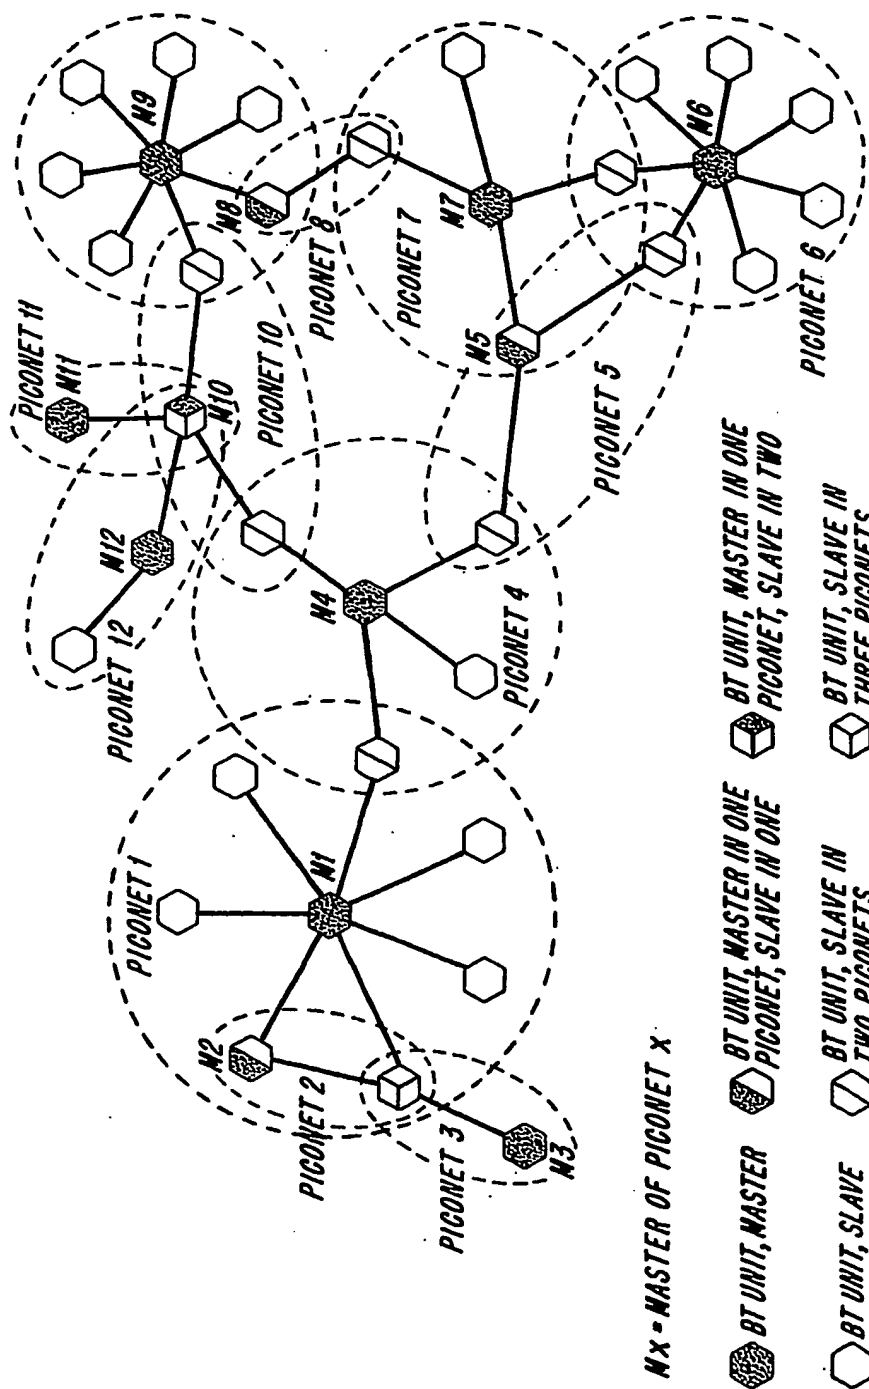 PICONET 1
M1
M2
PICONET 2
PICONET 3
M3
PICONET 12
M12
PICONET 11
M11
M10
PICONET 10
M4
PICONET 4
M9
M8
PICONET 8
PICONET 7
M7
M5
PICONET 5
M6
PICONET 6
Mx = MASTER OF PICONET X
BT UNIT, MASTER
BT UNIT, MASTER IN ONE
PICONET, SLAVE IN ONE
BT UNIT, MASTER IN ONE
PICONET, SLAVE IN TWO
BT UNIT, SLAVE
BT UNIT, SLAVE IN
TWO PICONETS
BT UNIT, SLAVE IN
THREE PICONETS